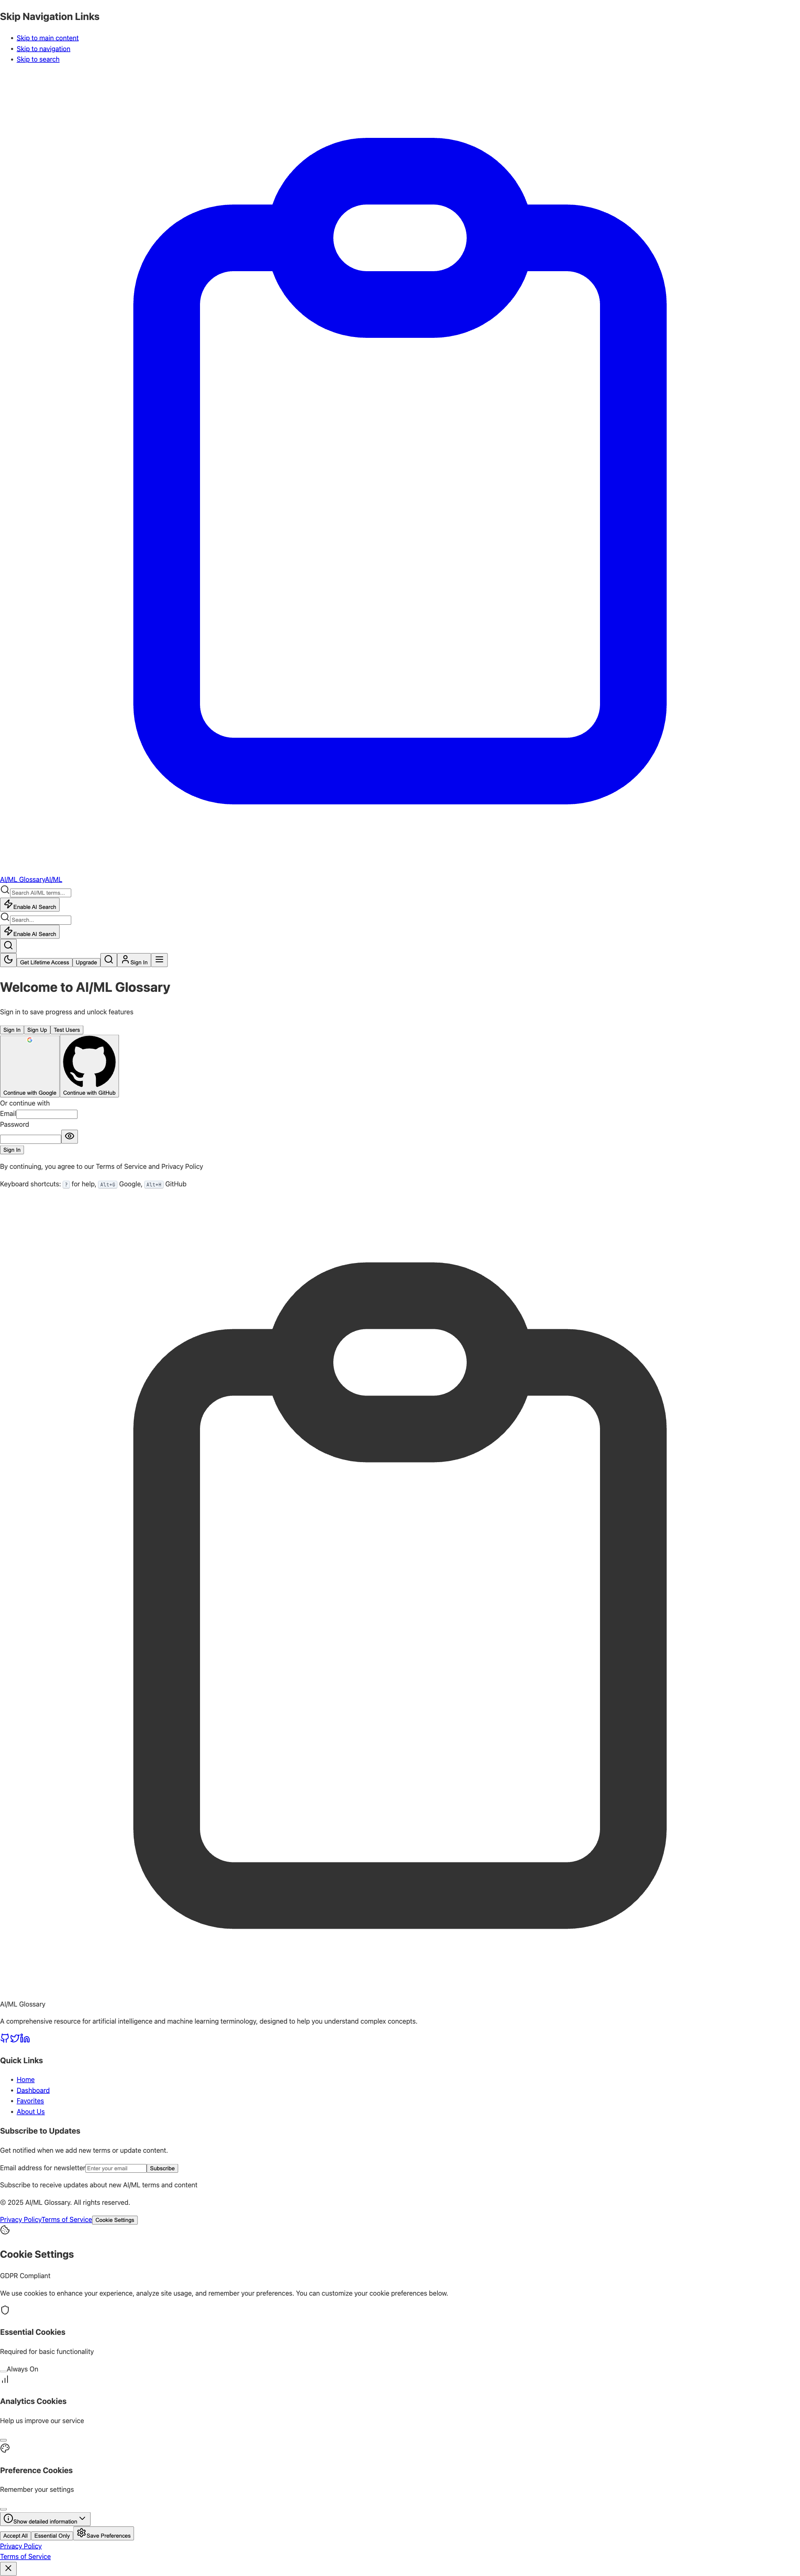 Skip Navigation Links
Skip to main content
Skip to navigation
Skip to search
AI/ML GlossaryAI/ML
Search AI/ML terms...
Enable AI Search
Search...
Enable AI Search
Get Lifetime Access Upgrade Sign In
Welcome to AI/ML Glossary
Sign in to save progress and unlock features
Sign In Sign Up Test Users
Continue with Google Continue with GitHub
Or continue with
Email
Password
Sign In
By continuing, you agree to our Terms of Service and Privacy Policy
Keyboard shortcuts: ? for help, Alt+G Google, Alt+H GitHub
AI/ML Glossary
A comprehensive resource for artificial intelligence and machine learning terminology, designed to help you understand complex concepts.
Quick Links
Home
Dashboard
Favorites
About Us
Subscribe to Updates
Get notified when we add new terms or update content.
Email address for newsletter Enter your email Subscribe
Subscribe to receive updates about new AI/ML terms and content
© 2025 AI/ML Glossary. All rights reserved.
Privacy PolicyTerms of Service Cookie Settings
Cookie Settings
GDPR Compliant
We use cookies to enhance your experience, analyze site usage, and remember your preferences. You can customize your cookie preferences below.
Essential Cookies
Required for basic functionality
Always On
Analytics Cookies
Help us improve our service
Preference Cookies
Remember your settings
Show detailed information
Accept All Essential Only Save Preferences
Privacy Policy
Terms of Service